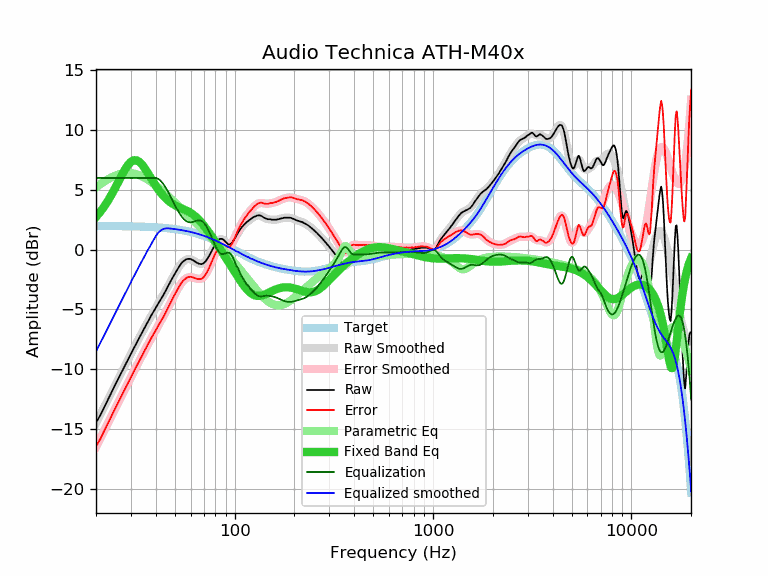 Audio Technica ATH-M40x
15
10
5
0
−5
−10
−15
−20
Amplitude (dBr)
Target
Raw Smoothed
Error Smoothed
Raw
Error
Parametric Eq
Fixed Band Eq
Equalization
Equalized smoothed
100
1000
10000
Frequency (Hz)